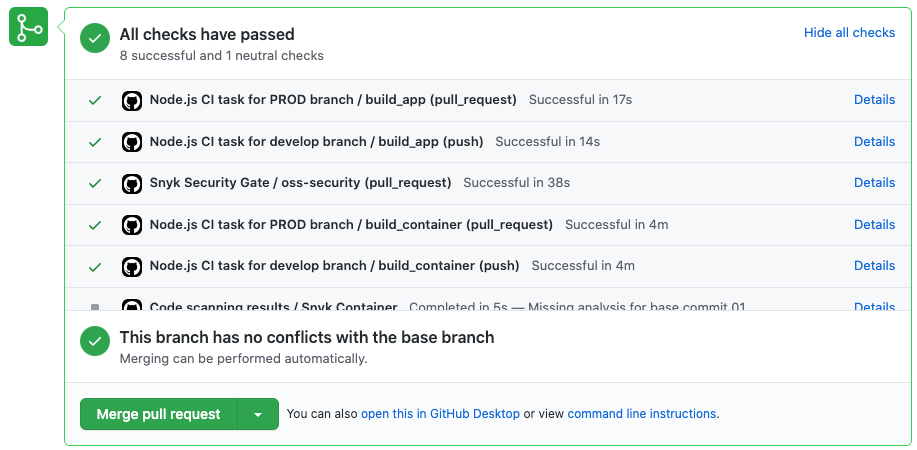 All checks have passed
Hide all checks
8 successful and 1 neutral checks
Node.js CI task for PROD branch / build_app (pull_request) Successful in 17s Details
Node.js CI task for develop branch / build_app (push) Successful in 14s Details
Snyk Security Gate / oss-security (pull_request) Successful in 38s Details
Node.js CI task for PROD branch / build_container (pull_request) Successful in 4m Details
Node.js CI task for develop branch / build_container (push) Successful in 4m Details
Code scanning results / Snyk Container Completed in 5s — Missing analysis for base commit 01 Details
This branch has no conflicts with the base branch
Merging can be performed automatically.
Merge pull request
You can also open this in GitHub Desktop or view command line instructions.